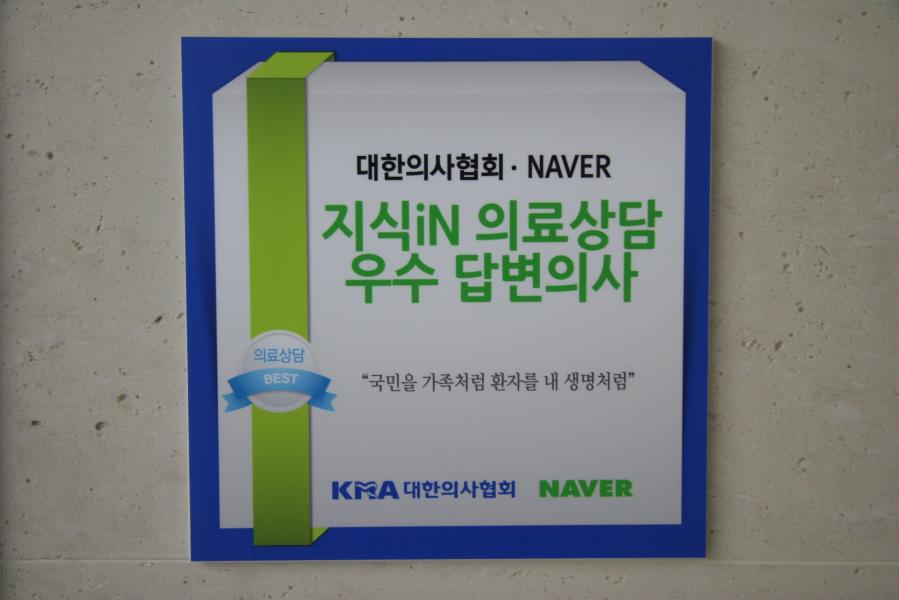 대한의사협회 · NAVER
지식iN 의료상담
우수 답변의사
의료상담
BEST
“국민을 가족처럼 환자를 내 생명처럼”
KMA 대한의사협회 NAVER